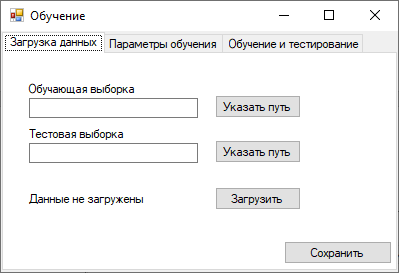 Обучение
Загрузка данных Параметры обучения Обучение и тестирование
Обучающая выборка
Указать путь
Тестовая выборка
Указать путь
Данные не загружены Загрузить
Сохранить